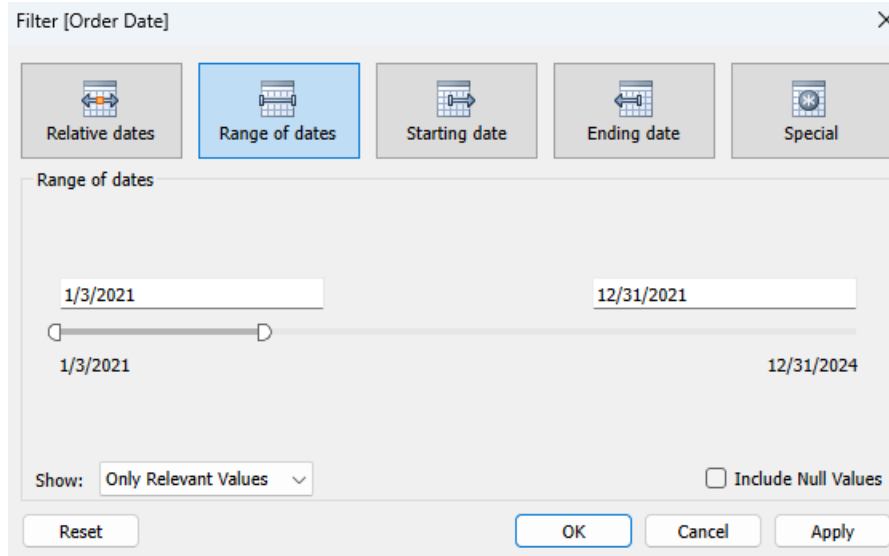 Filter [Order Date]
Relative dates
Range of dates
Starting date
Ending date
Special
Range of dates
1/3/2021
12/31/2021
1/3/2021
12/31/2024
Show:
Only Relevant Values
Include Null Values
Reset
OK
Cancel
Apply